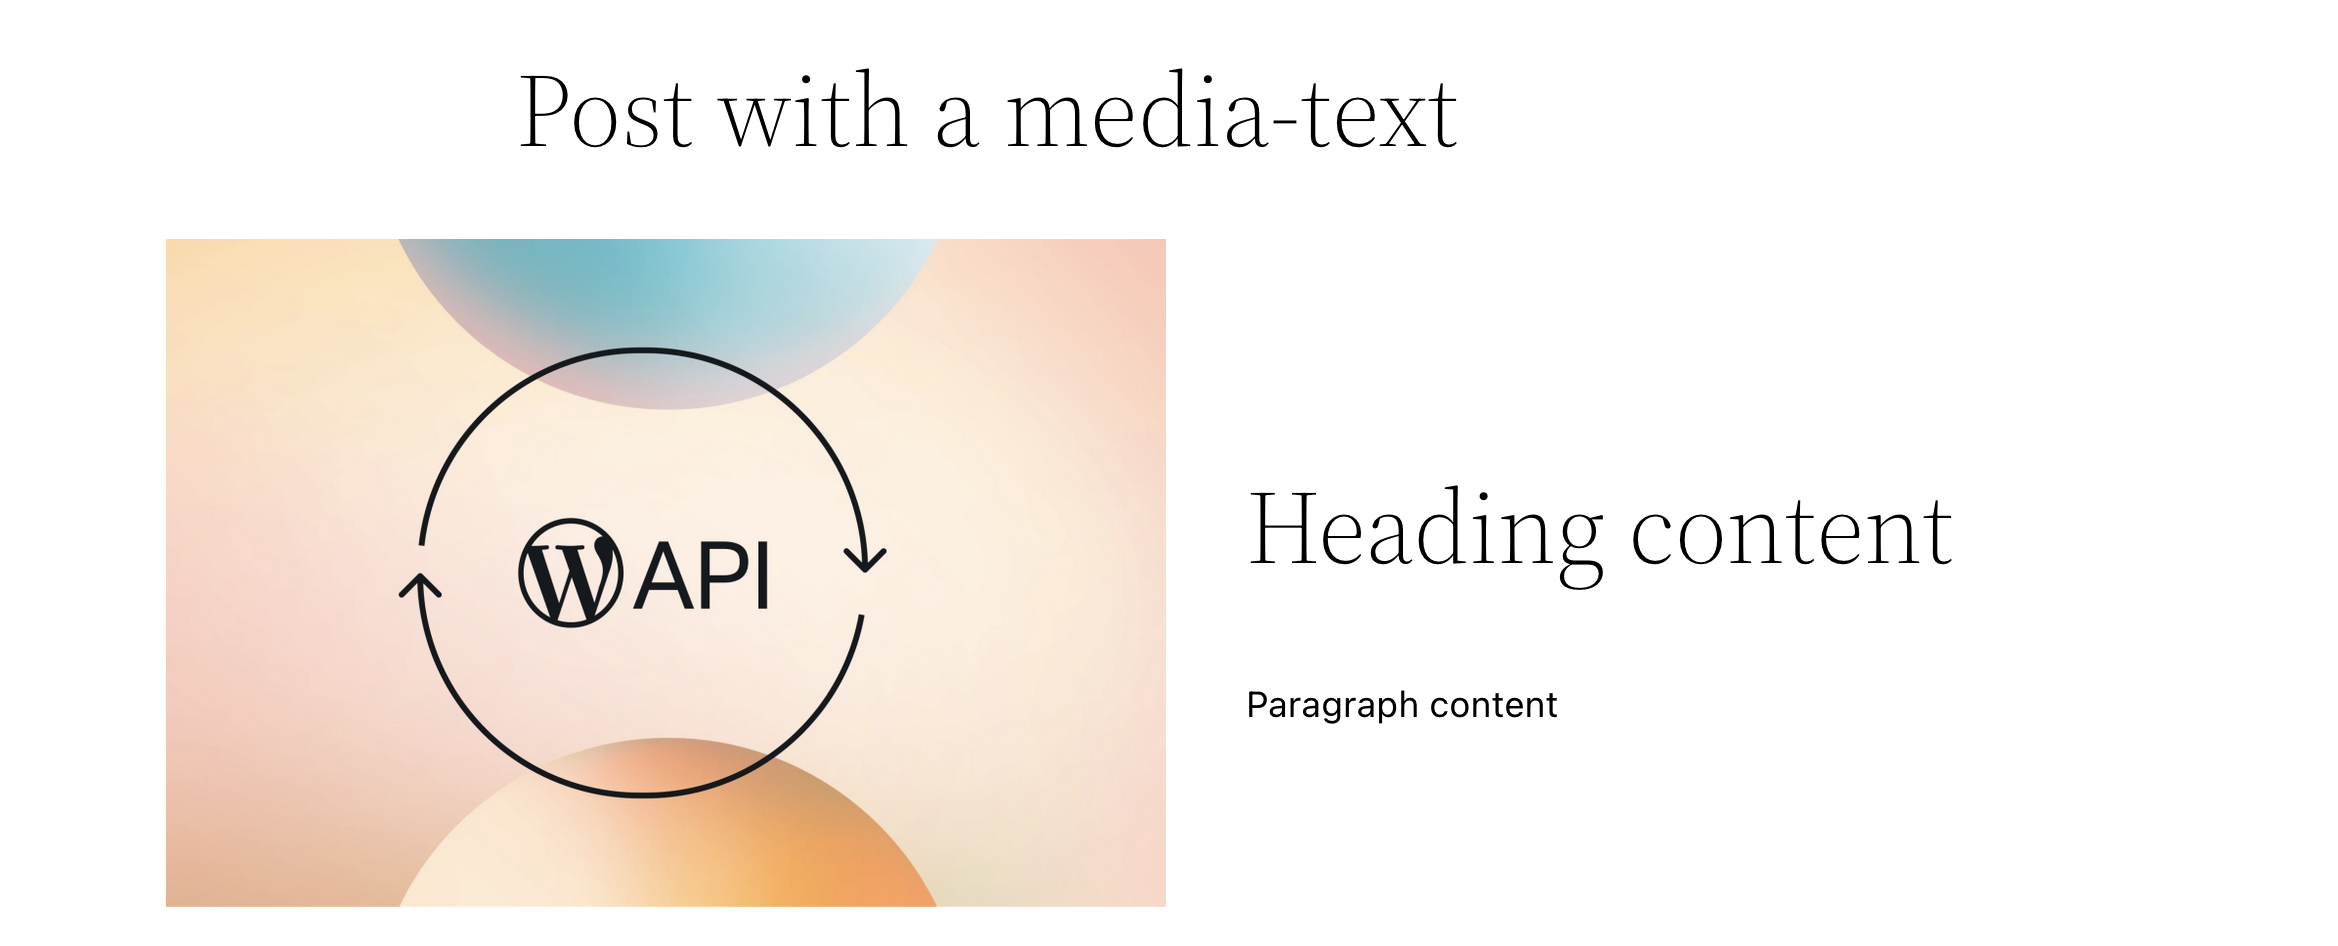 Post with a media-text
API
Heading content
Paragraph content